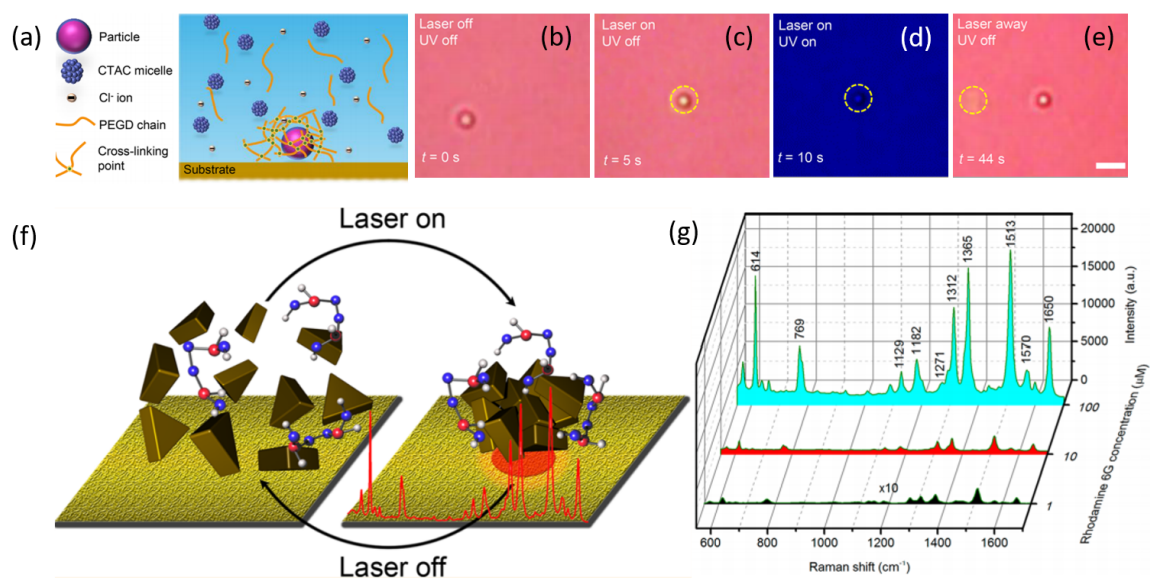 (a)
Particle
CTAC micelle
Cl⁻ ion
PEGD chain
Cross-linking
point
Substrate
Laser off
UV off
(b)
t = 0 s
Laser on
UV off
(c)
t = 5 s
Laser on
UV on
(d)
t = 10 s
Laser away
UV off
(e)
t = 44 s
(f)
Laser on
Laser off
(g)
614
769
1129
1182
1271
1312
1365
1513
1570
1650
x10
20000
15000
10000
5000
0
Intensity (a.u.)
100
10
1
Rhodamine 6G concentration (μM)
600
800
1000
1200
1400
1600
Raman shift (cm⁻¹)